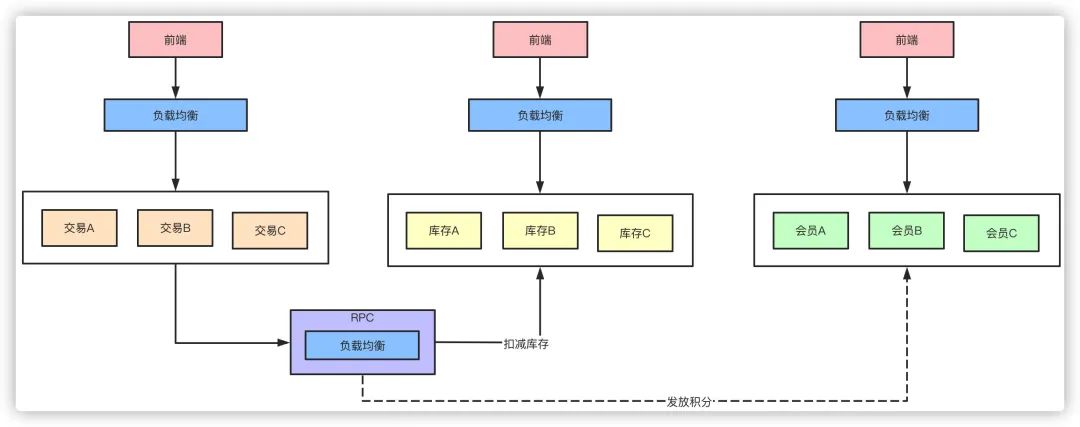 前端
前端
前端
负载均衡
负载均衡
负载均衡
交易A
交易B
交易C
库存A
库存B
库存C
会员A
会员B
会员C
RPC
负载均衡
扣减库存
发放积分